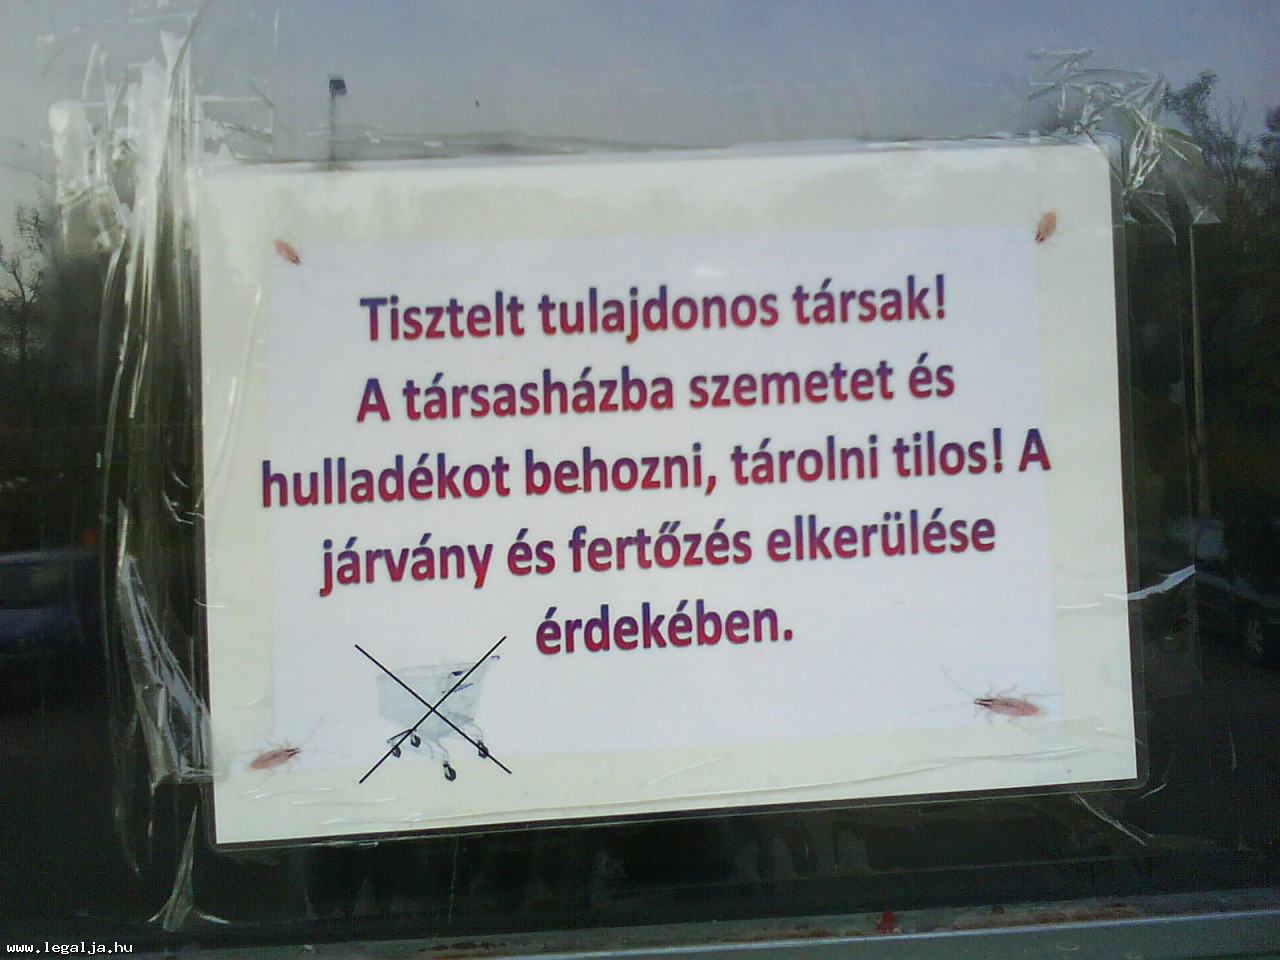 Tisztelt tulajdonos társak!
A társasházba szemetet és
hulladékot behozni, tárolni tilos! A
járvány és fertőzés elkerülése
érdekében.
www.legalja.hu